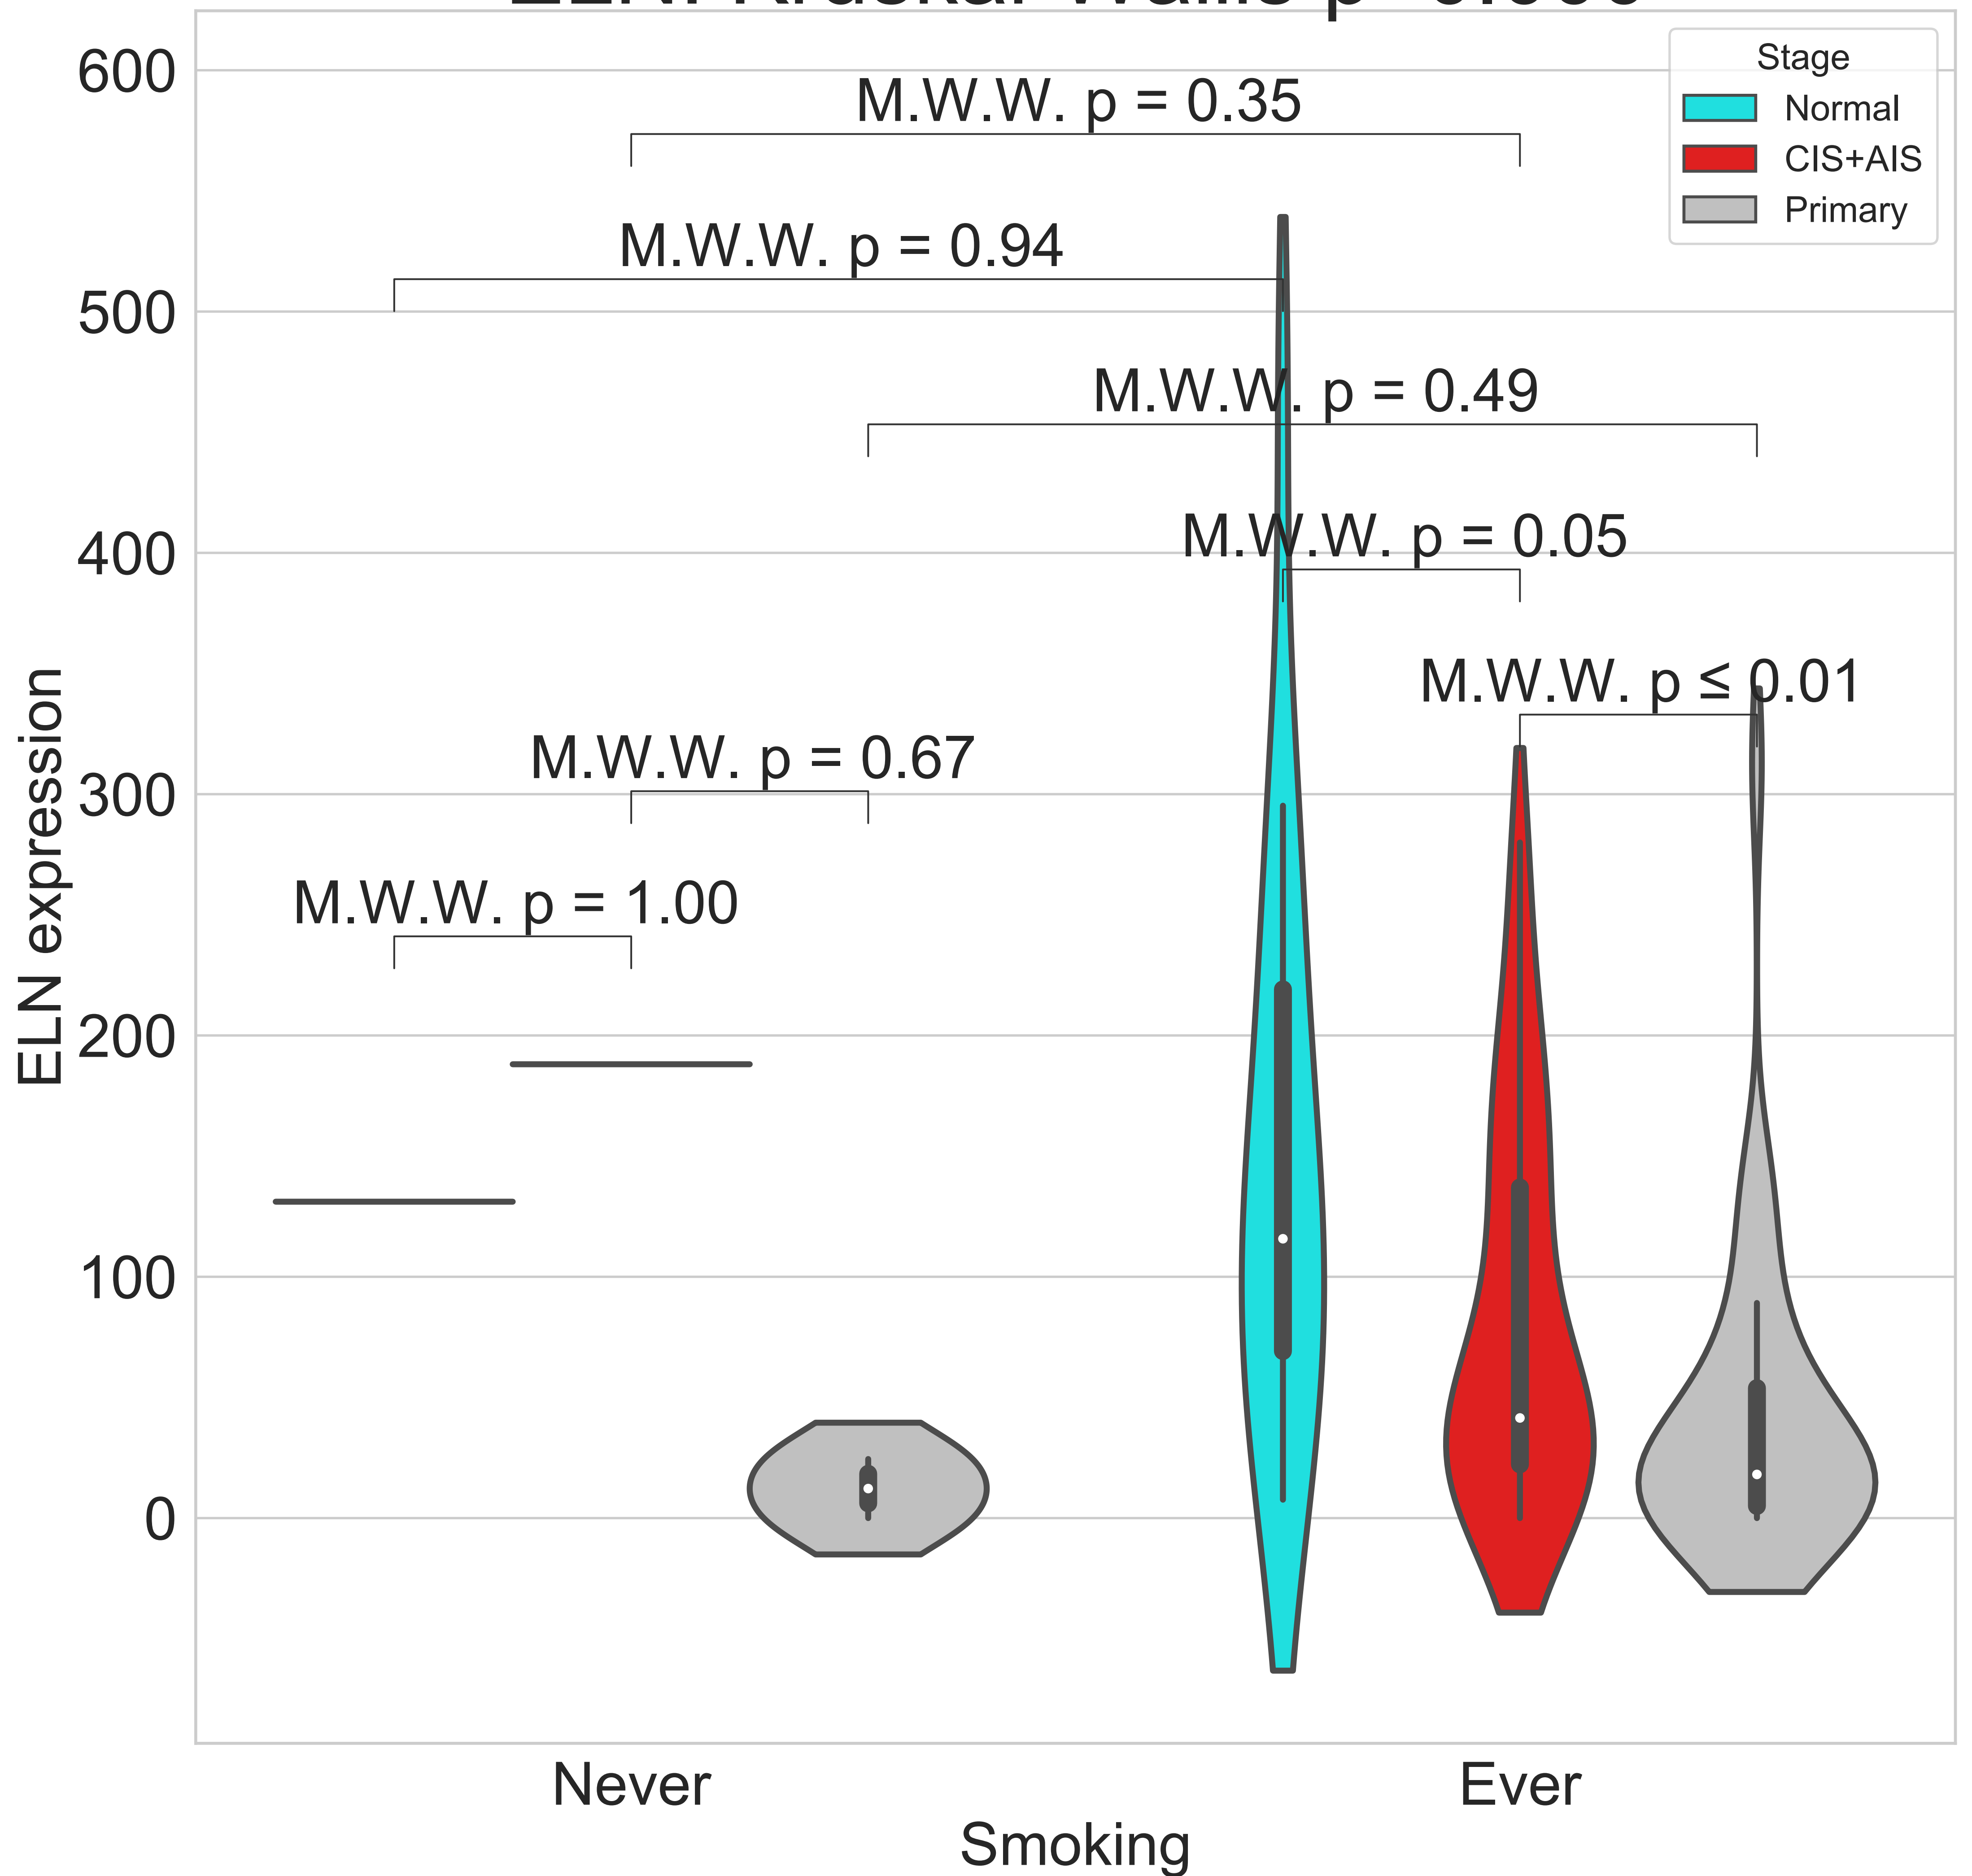 Stage
Normal
CIS+AIS
Primary
600
500
400
300
200
100
0
ELN expression
M.W.W. p = 0.35
M.W.W. p = 0.94
M.W.W. p = 0.49
M.W.W. p = 0.05
M.W.W. p ≤ 0.01
M.W.W. p = 0.67
M.W.W. p = 1.00
Never
Ever
Smoking